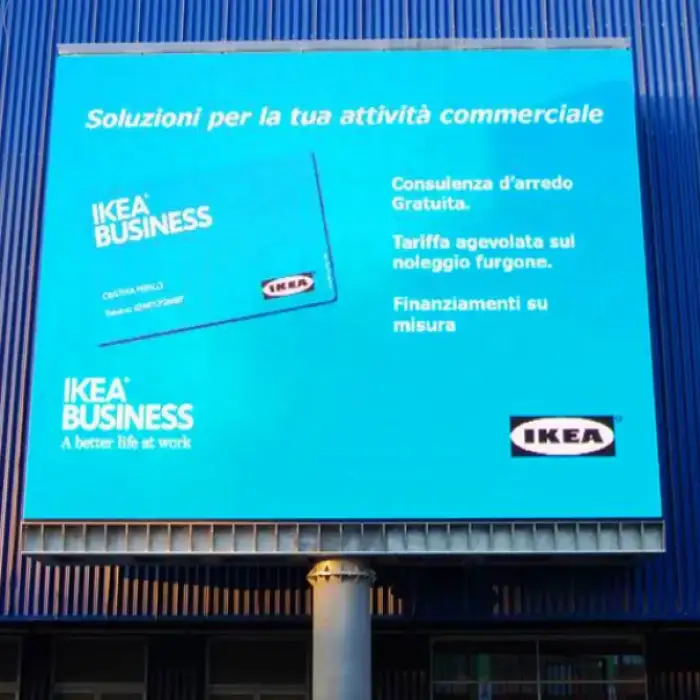 Soluzioni per la tua attività commerciale
IKEA®
BUSINESS
IKEA
Consulenza d'arredo
Gratuita.
Tariffa agevolata sul
noleggio furgone.
Finanziamenti su
misura
IKEA®
BUSINESS
A better life at work
IKEA®